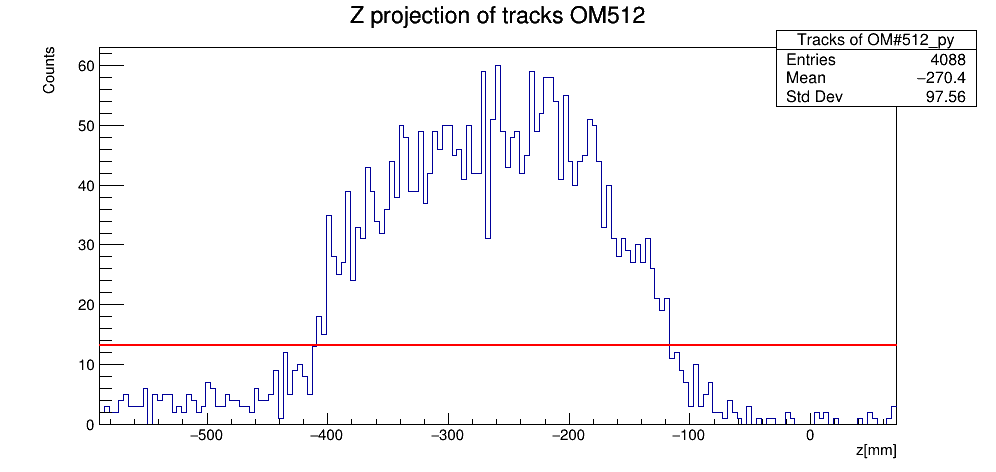 Z projection of tracks OM512
Tracks of OM#512_py
Entries 4088
Mean −270.4
Std Dev 97.56
Counts
60
50
40
30
20
10
0
−500 −400 −300 −200 −100 0
z[mm]